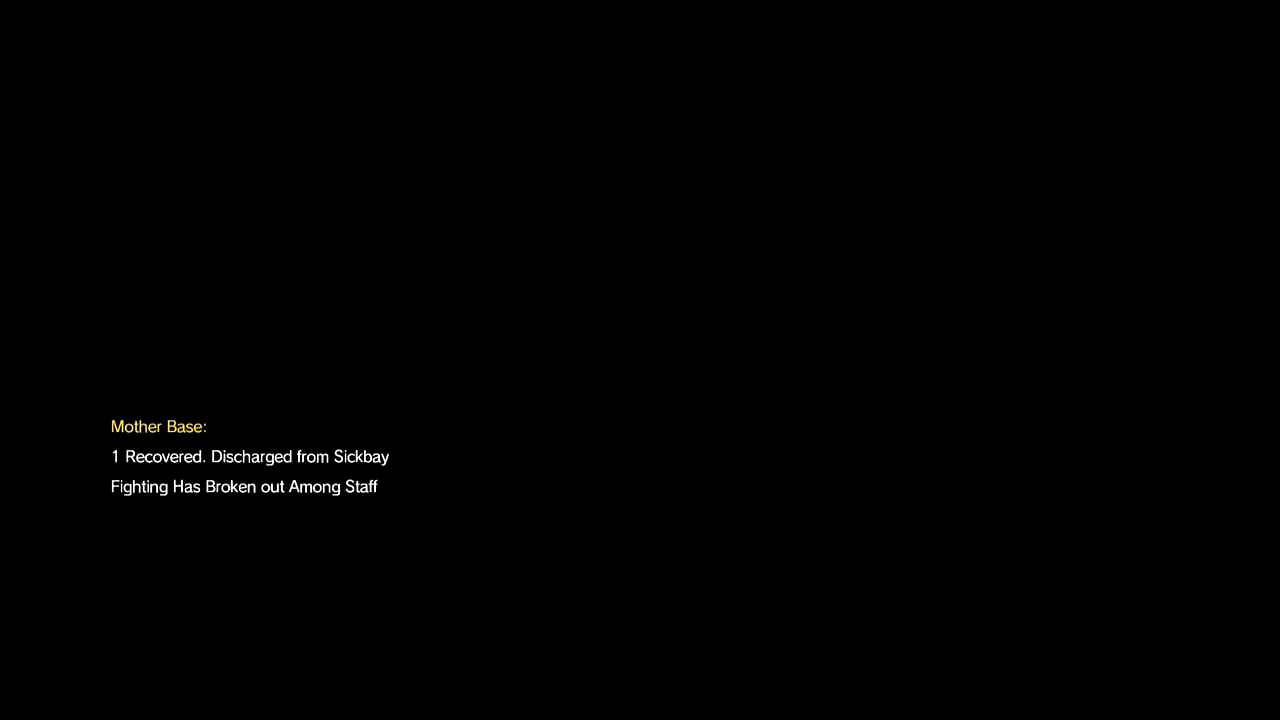 Mother Base:
1 Recovered. Discharged from Sickbay
Fighting Has Broken out Among Staff